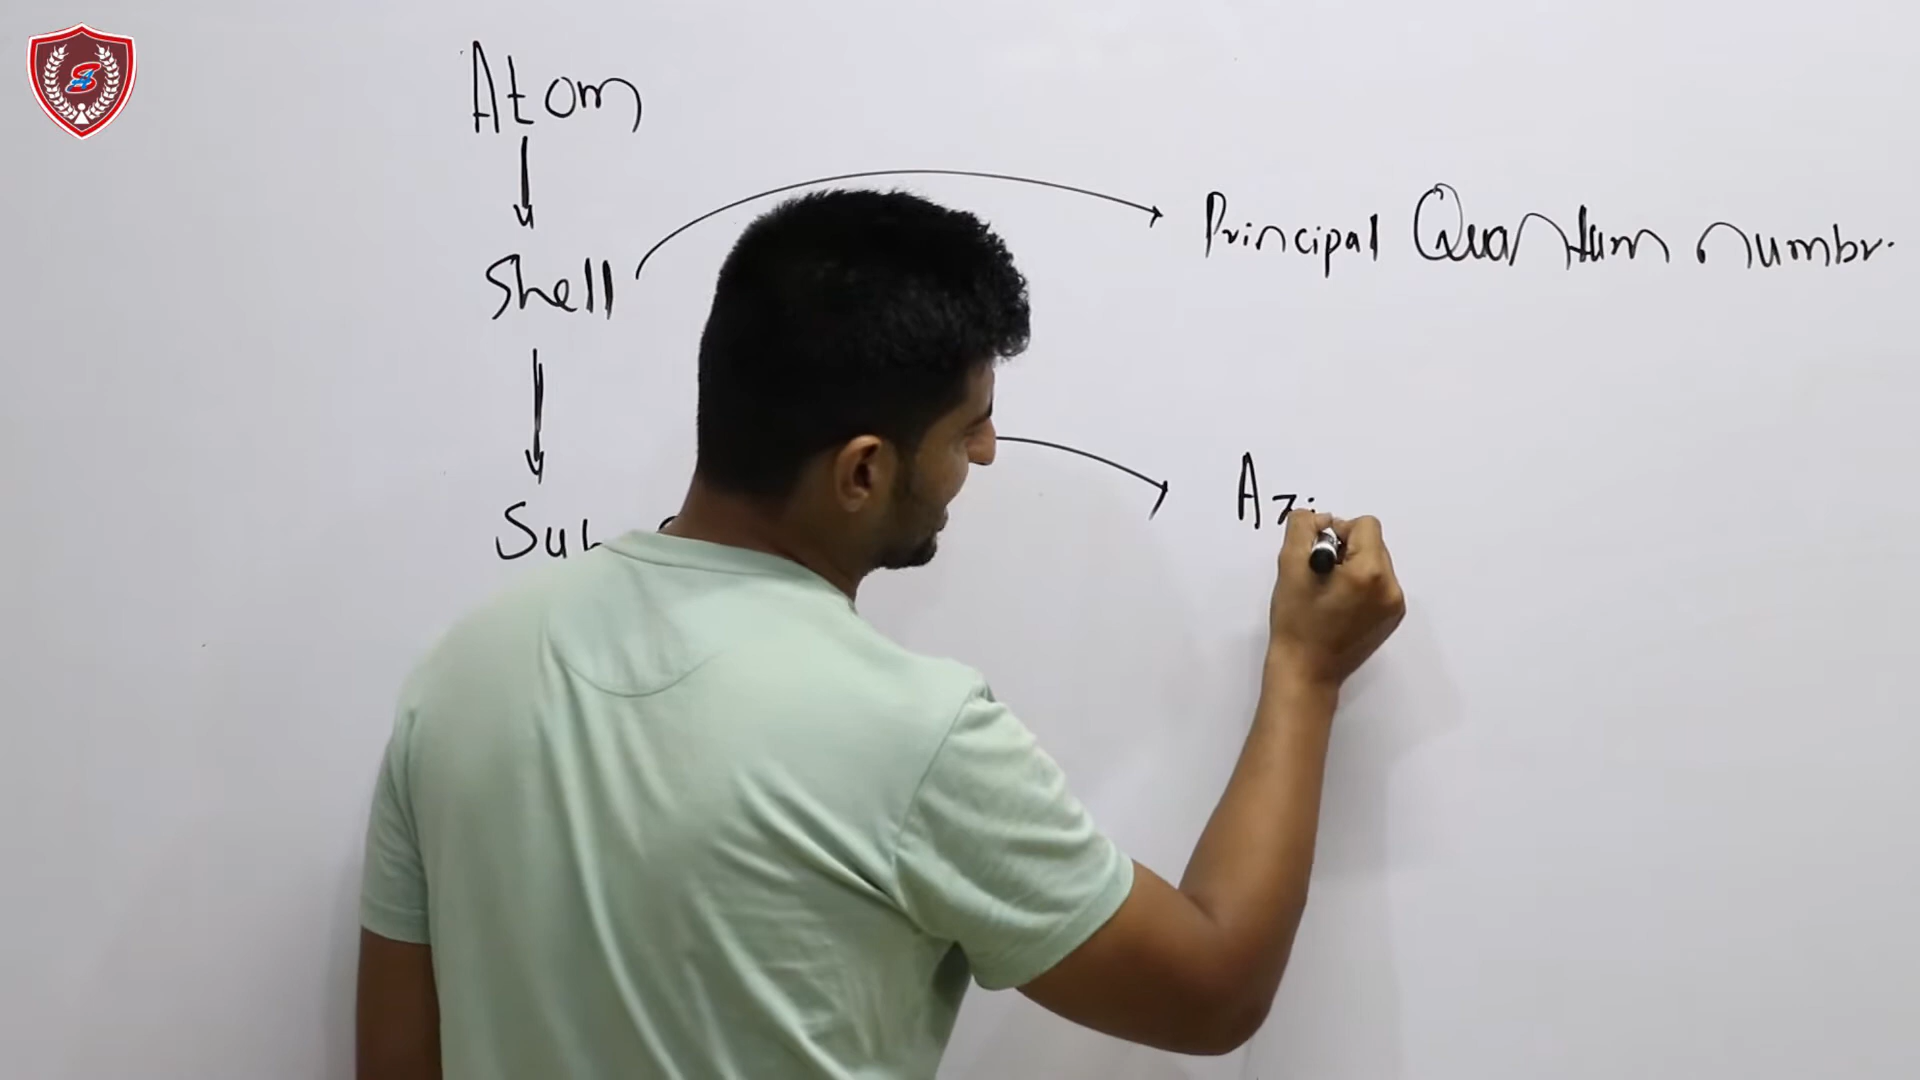 Atom
Shell
Principal Quantum numbr.
Sub
Azi